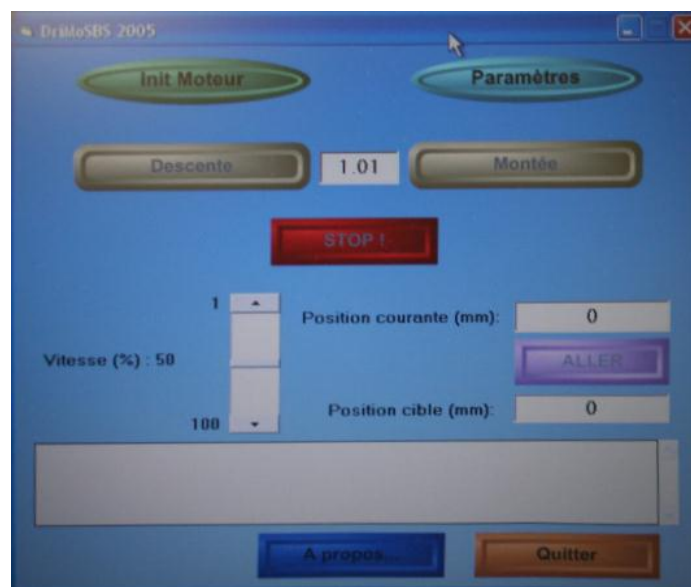 DriMoSBS 2005
Init Moteur Paramètres
Descente 1.01 Montée
STOP !
1
Position courante (mm): 0
Vitesse (%) : 50
ALLER
Position cible (mm): 0
100
A propos...
Quitter